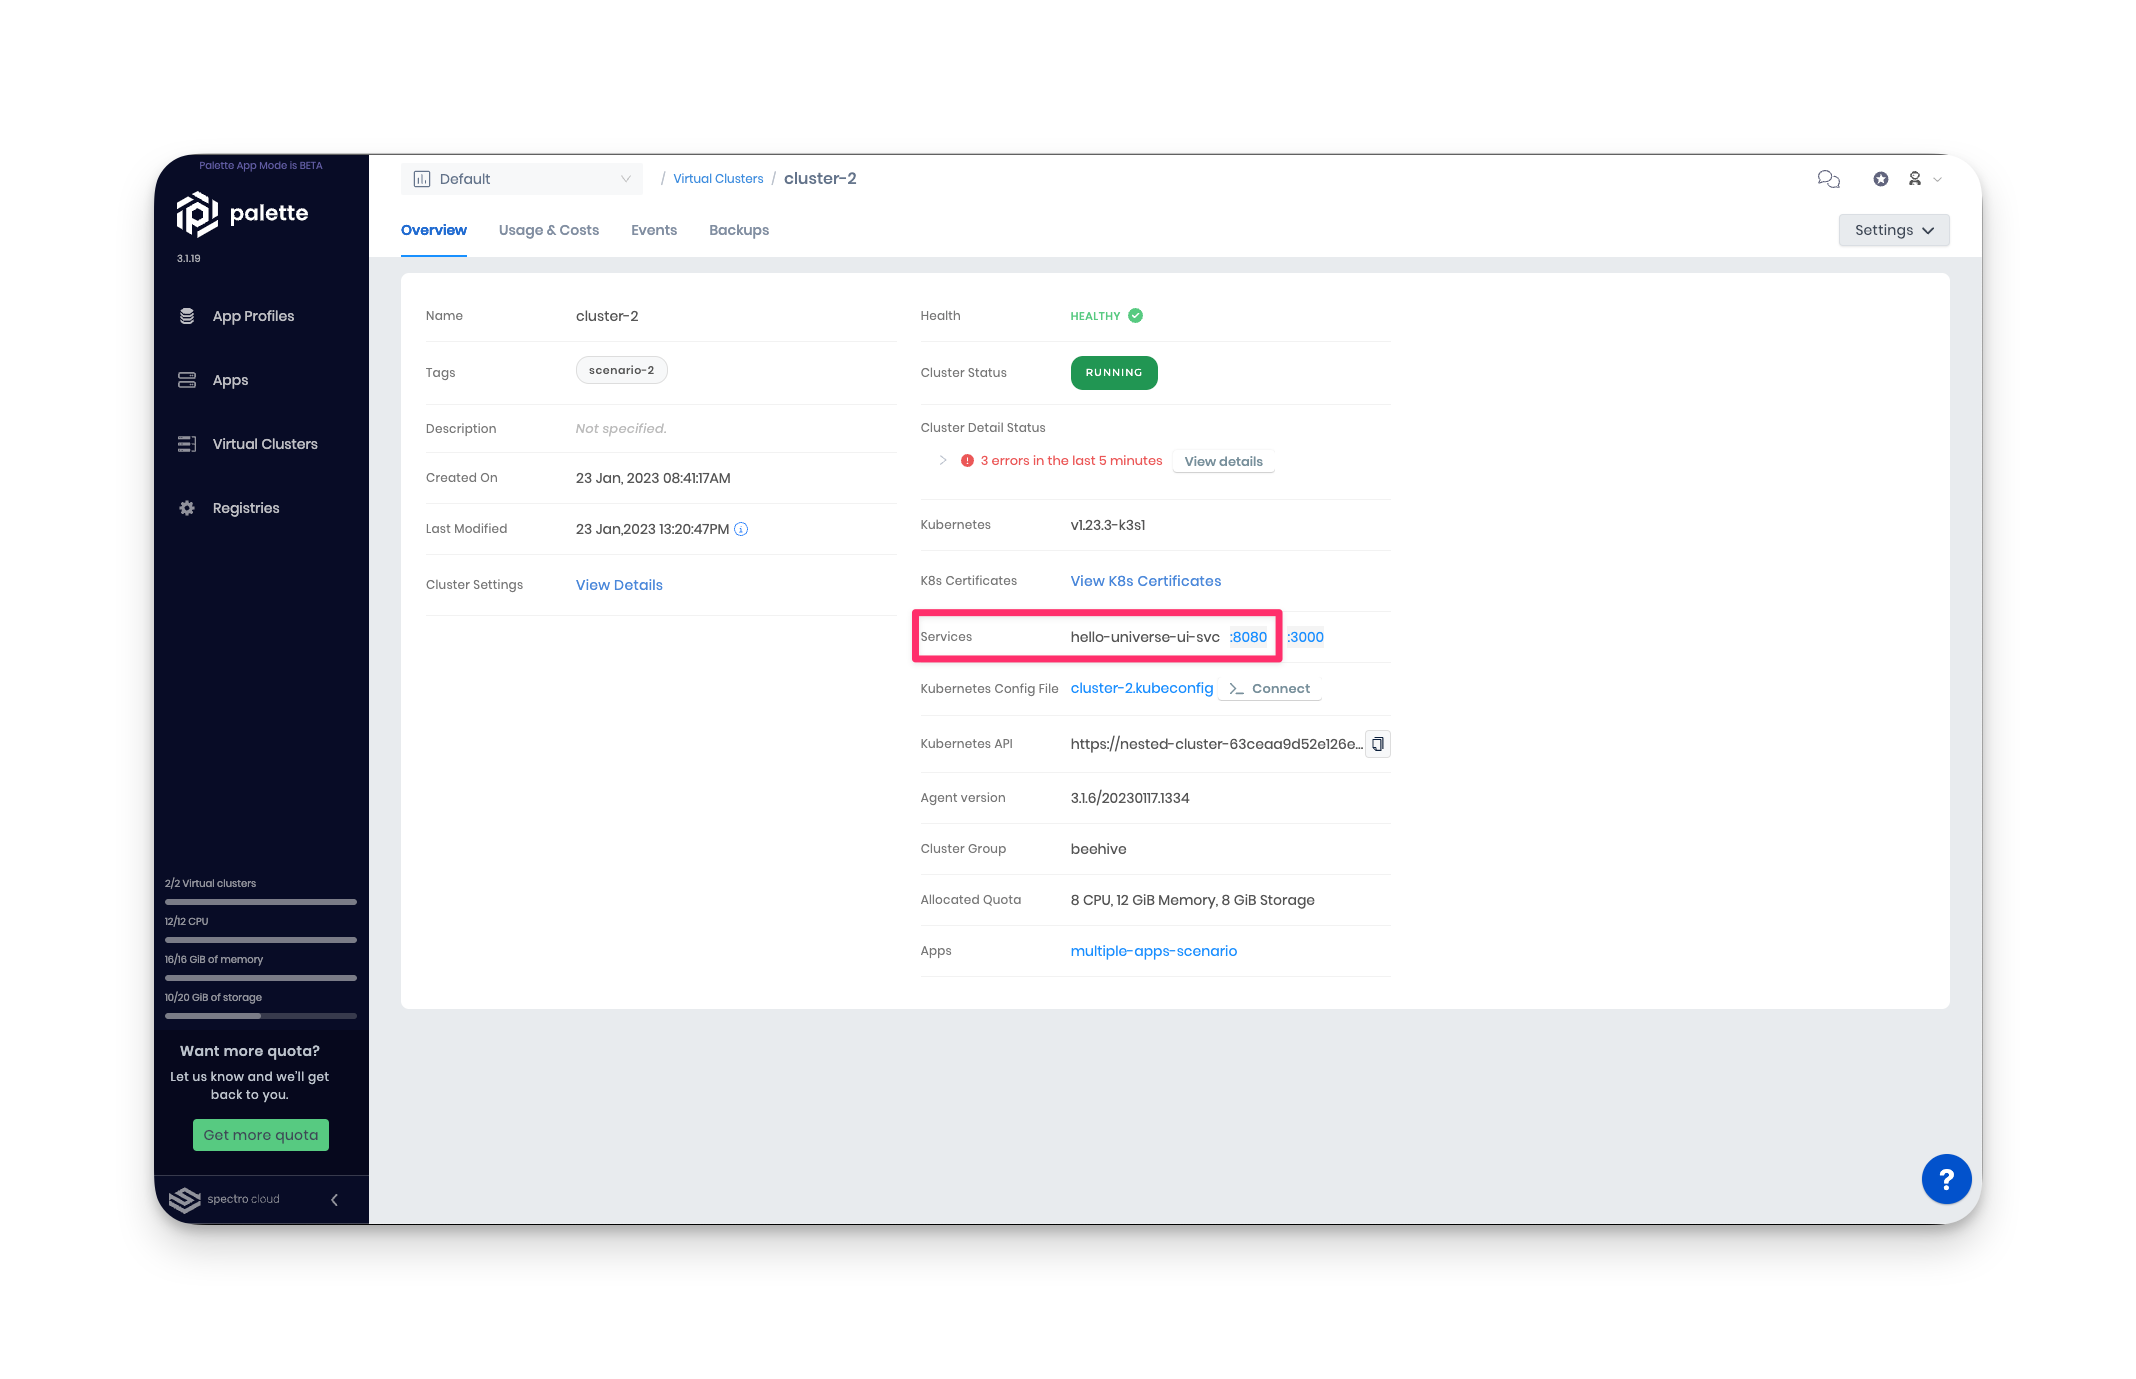 Palette App Mode is BETA
palette
3.1.19
App Profiles
Apps
Virtual Clusters
Registries
2/2 Virtual clusters
12/12 CPU
16/16 GiB of memory
10/20 GiB of storage
Want more quota?
Let us know and we'll get
back to you.
Get more quota
spectro cloud
Default / Virtual Clusters / cluster-2
Overview Usage & Costs Events Backups Settings
Name cluster-2
Tags scenario-2
Description Not specified.
Created On 23 Jan, 2023 08:41:17AM
Last Modified 23 Jan,2023 13:20:47PM
Cluster Settings View Details
Health HEALTHY
Cluster Status RUNNING
Cluster Detail Status
3 errors in the last 5 minutes View details
Kubernetes v1.23.3-k3s1
K8s Certificates View K8s Certificates
Services hello-universe-ui-svc :8080 :3000
Kubernetes Config File cluster-2.kubeconfig >_ Connect
Kubernetes API https://nested-cluster-63ceaa9d52e126e...
Agent version 3.1.6/20230117.1334
Cluster Group beehive
Allocated Quota 8 CPU, 12 GiB Memory, 8 GiB Storage
Apps multiple-apps-scenario
?